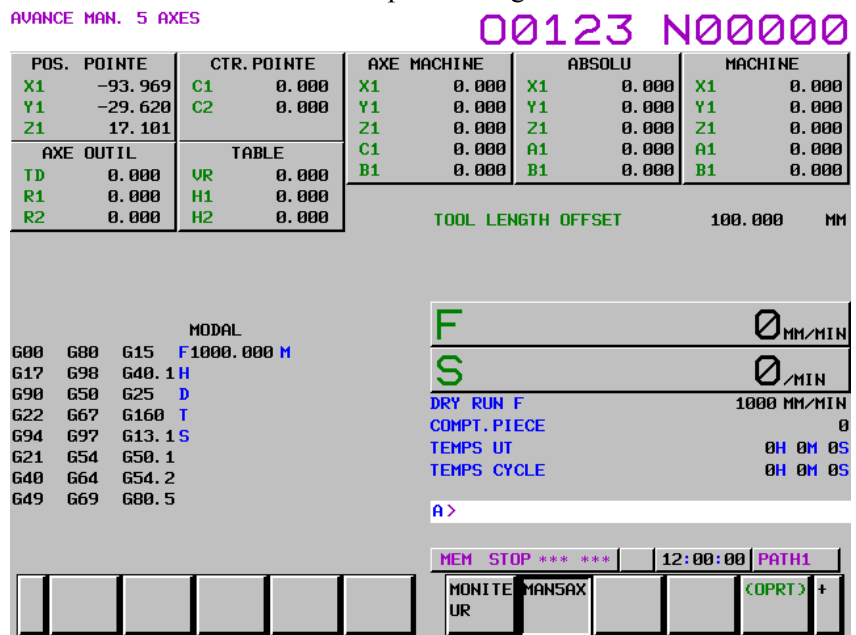 AVANCE MAN. 5 AXES
O0123 N00000
POS. POINTE CTR.POINTE AXE MACHINE ABSOLU MACHINE
X1 -93.969 C1 0.000 X1 0.000 X1 0.000 X1 0.000
Y1 -29.620 C2 0.000 Y1 0.000 Y1 0.000 Y1 0.000
Z1 17.101 Z1 0.000 Z1 0.000 Z1 0.000
AXE OUTIL TABLE C1 0.000 A1 0.000 A1 0.000
TD 0.000 VR 0.000 B1 0.000 B1 0.000 B1 0.000
R1 0.000 H1 0.000
R2 0.000 H2 0.000 TOOL LENGTH OFFSET 100.000 MM
MODAL
F 0 MM/MIN
G00 G80 G15 F1000.000 M
G17 G98 G40.1 H
S 0 /MIN
G90 G50 G25 D
DRY RUN F 1000 MM/MIN
G22 G67 G160 T
COMPT.PIECE 0
G94 G97 G13.1 S
TEMPS UT 0H 0M 0S
G21 G54 G50.1
TEMPS CYCLE 0H 0M 0S
G40 G64 G54.2
G49 G69 G80.5
A>
MEM STOP *** *** 12:00:00 PATH1
MONITE MAN5AX (OPRT) +
UR